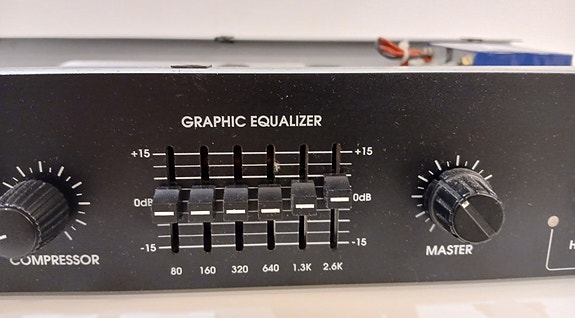 GRAPHIC EQUALIZER
+15 +15
0dB 0dB
-15 -15
80 160 320 640 1.3K 2.6K
COMPRESSOR
MASTER
H